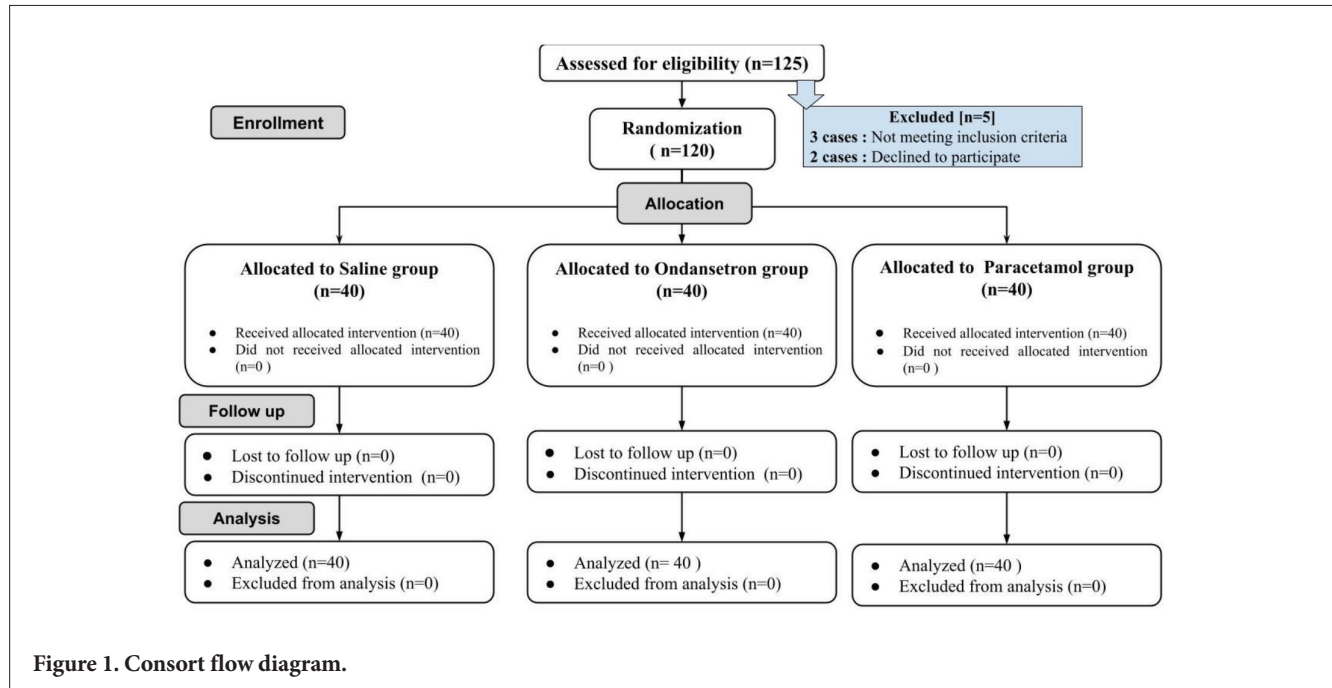 Assessed for eligibility (n=125)
Enrollment
Randomization
( n=120)
Excluded [n=5]
3 cases : Not meeting inclusion criteria
2 cases : Declined to participate
Allocation
Allocated to Saline group
(n=40)
● Received allocated intervention (n=40)
● Did not received allocated intervention
(n=0 )
Allocated to Ondansetron group
(n=40)
● Received allocated intervention (n=40)
● Did not received allocated intervention
(n=0 )
Allocated to Paracetamol group
(n=40)
● Received allocated intervention (n=40)
● Did not received allocated intervention
(n=0 )
Follow up
● Lost to follow up (n=0)
● Discontinued intervention (n=0)
● Lost to follow up (n=0)
● Discontinued intervention (n=0)
● Lost to follow up (n=0)
● Discontinued intervention (n=0)
Analysis
● Analyzed (n=40)
● Excluded from analysis (n=0)
● Analyzed (n= 40 )
● Excluded from analysis (n=0)
● Analyzed (n=40 )
● Excluded from analysis (n=0)
Figure 1. Consort flow diagram.